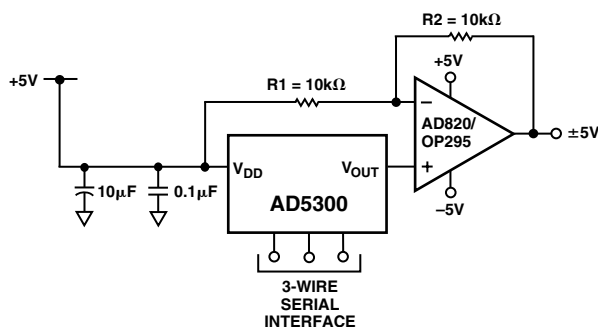 R2 = 10kΩ
+5V
+5V
R1 = 10kΩ
−
AD820/
OP295
±5V
+
−5V
VDD
VOUT
10µF
0.1µF
AD5300
3-WIRE
SERIAL
INTERFACE